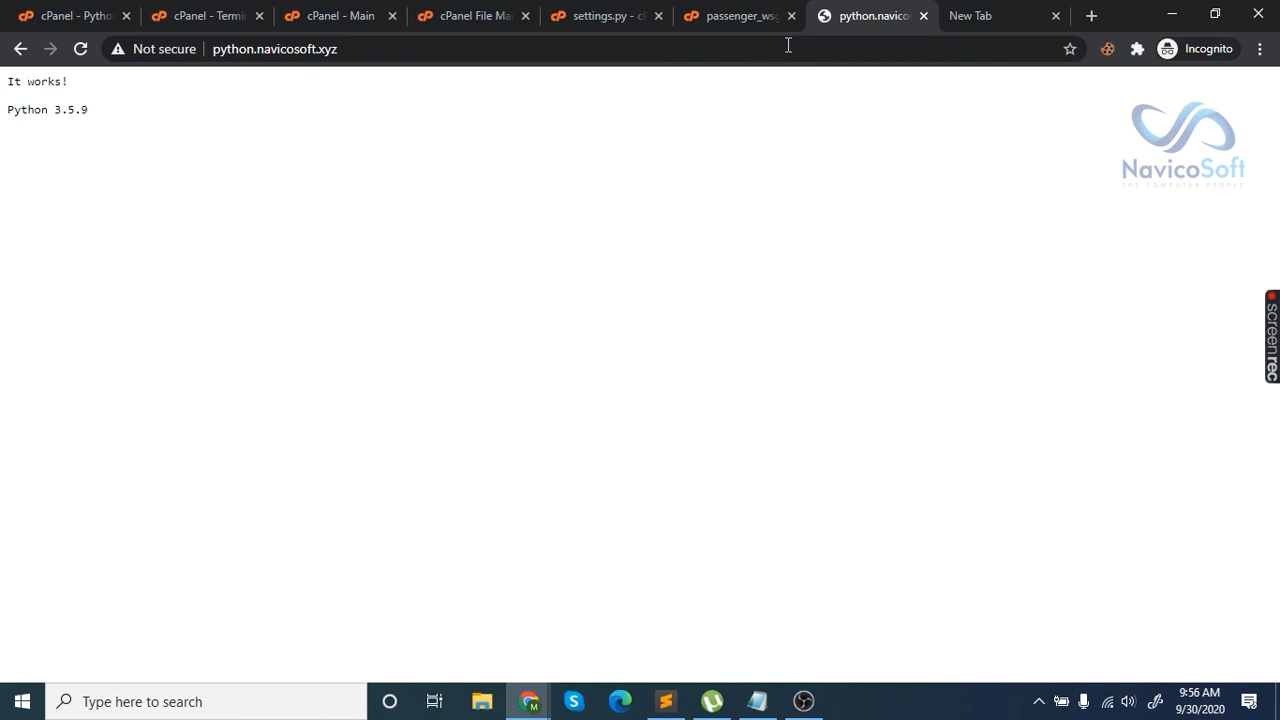 cPanel - Pytho
cPanel - Termi
cPanel - Main
cPanel File Ma
settings.py - cP
passenger_wsg
python.navico
New Tab
Not secure
python.navicosoft.xyz
Incognito
It works!
Python 3.5.9
NavicoSoft
THE COMPUTER PEOPLE
screenrec
Type here to search
9:56 AM
9/30/2020